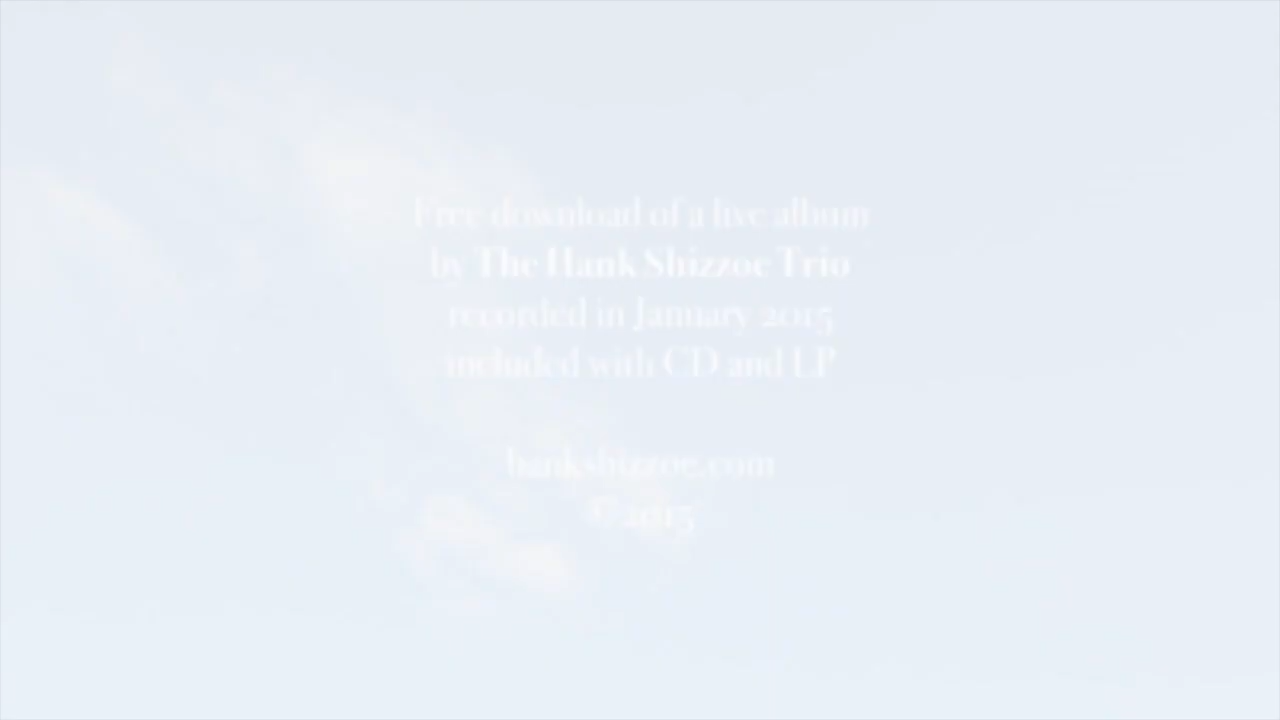 Free download of a live album
by The Hank Shizzoe Trio
recorded in January 2015
included with CD and LP
hankshizzoe.com
©2015